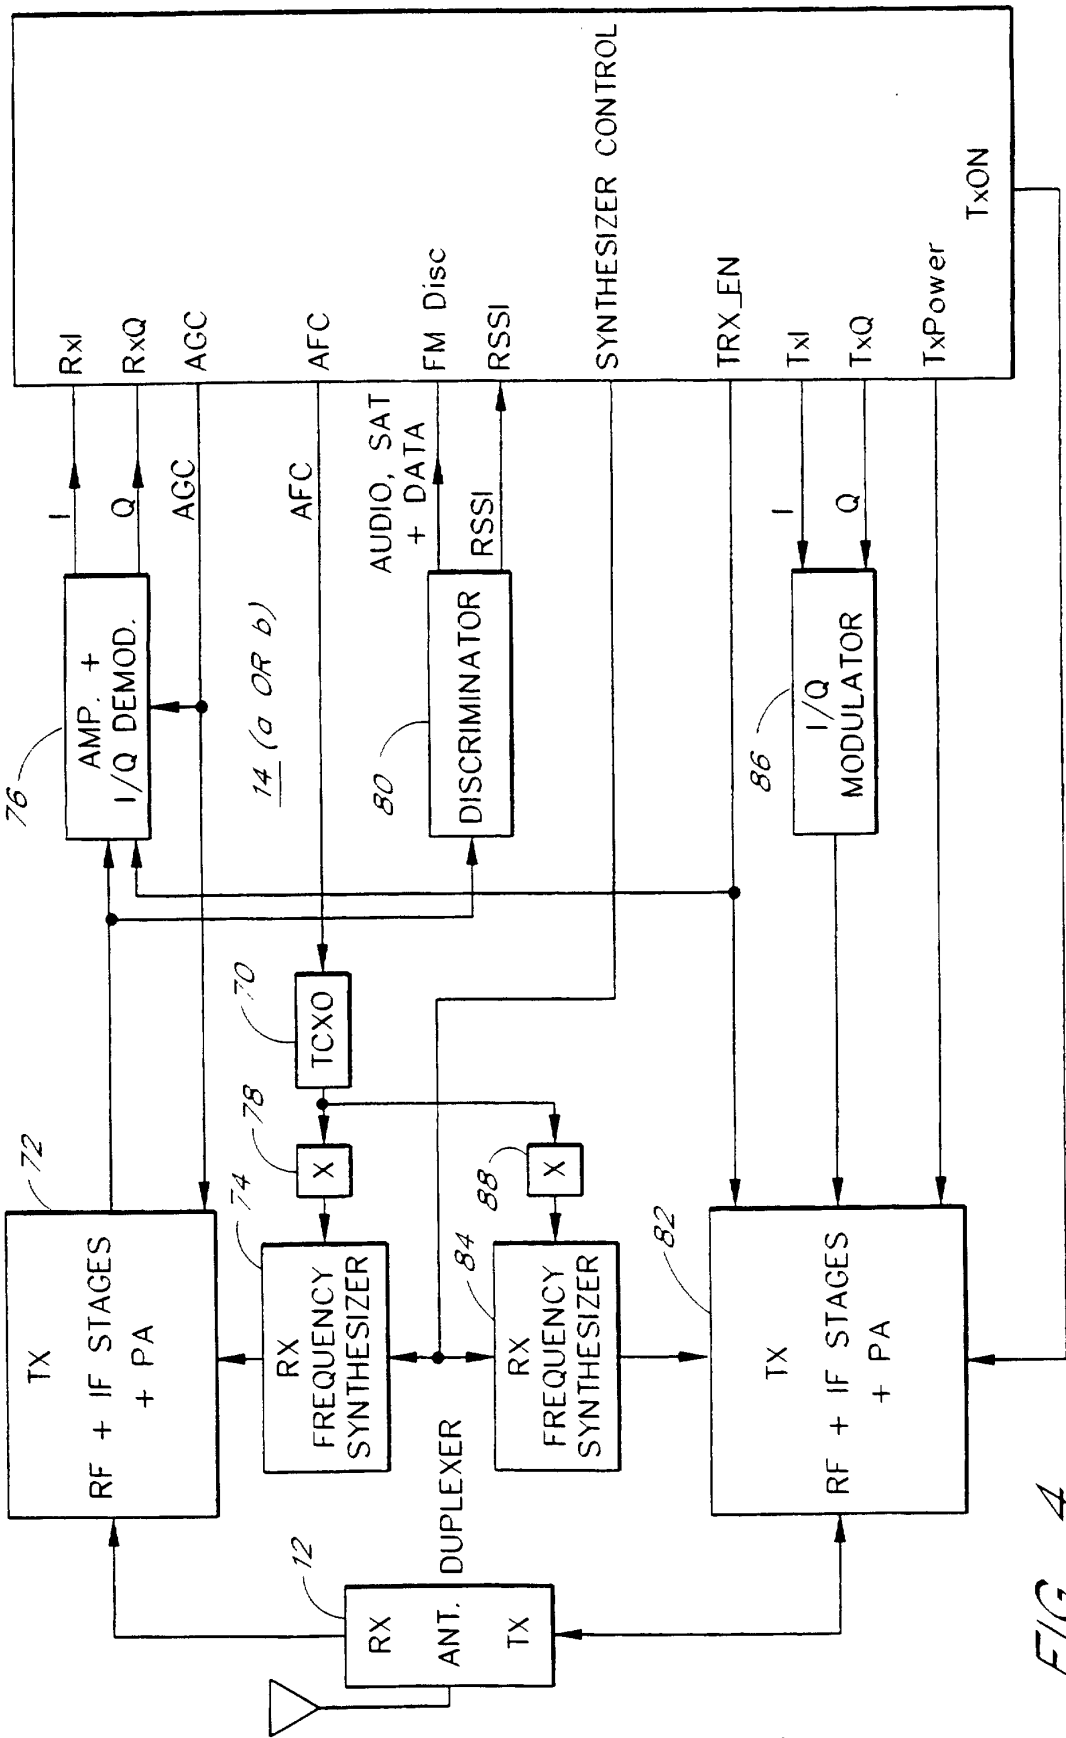 RxI
RxQ
AGC
AFC
FM Disc
RSSI
SYNTHESIZER CONTROL
TRX_EN
TxI
TxQ
TxPower
TxON
I
Q
AGC
AFC
AUDIO, SAT
+ DATA
RSSI
I
Q
76
AMP. +
I/Q DEMOD.
14 (a OR b)
80
DISCRIMINATOR
86
I/Q
MODULATOR
70
TCXO
78
X
88
X
72
TX
RF + IF STAGES
+ PA
74
RX
FREQUENCY
SYNTHESIZER
84
RX
FREQUENCY
SYNTHESIZER
82
TX
RF + IF STAGES
+ PA
12
DUPLEXER
RX
ANT.
TX
FIG. 4